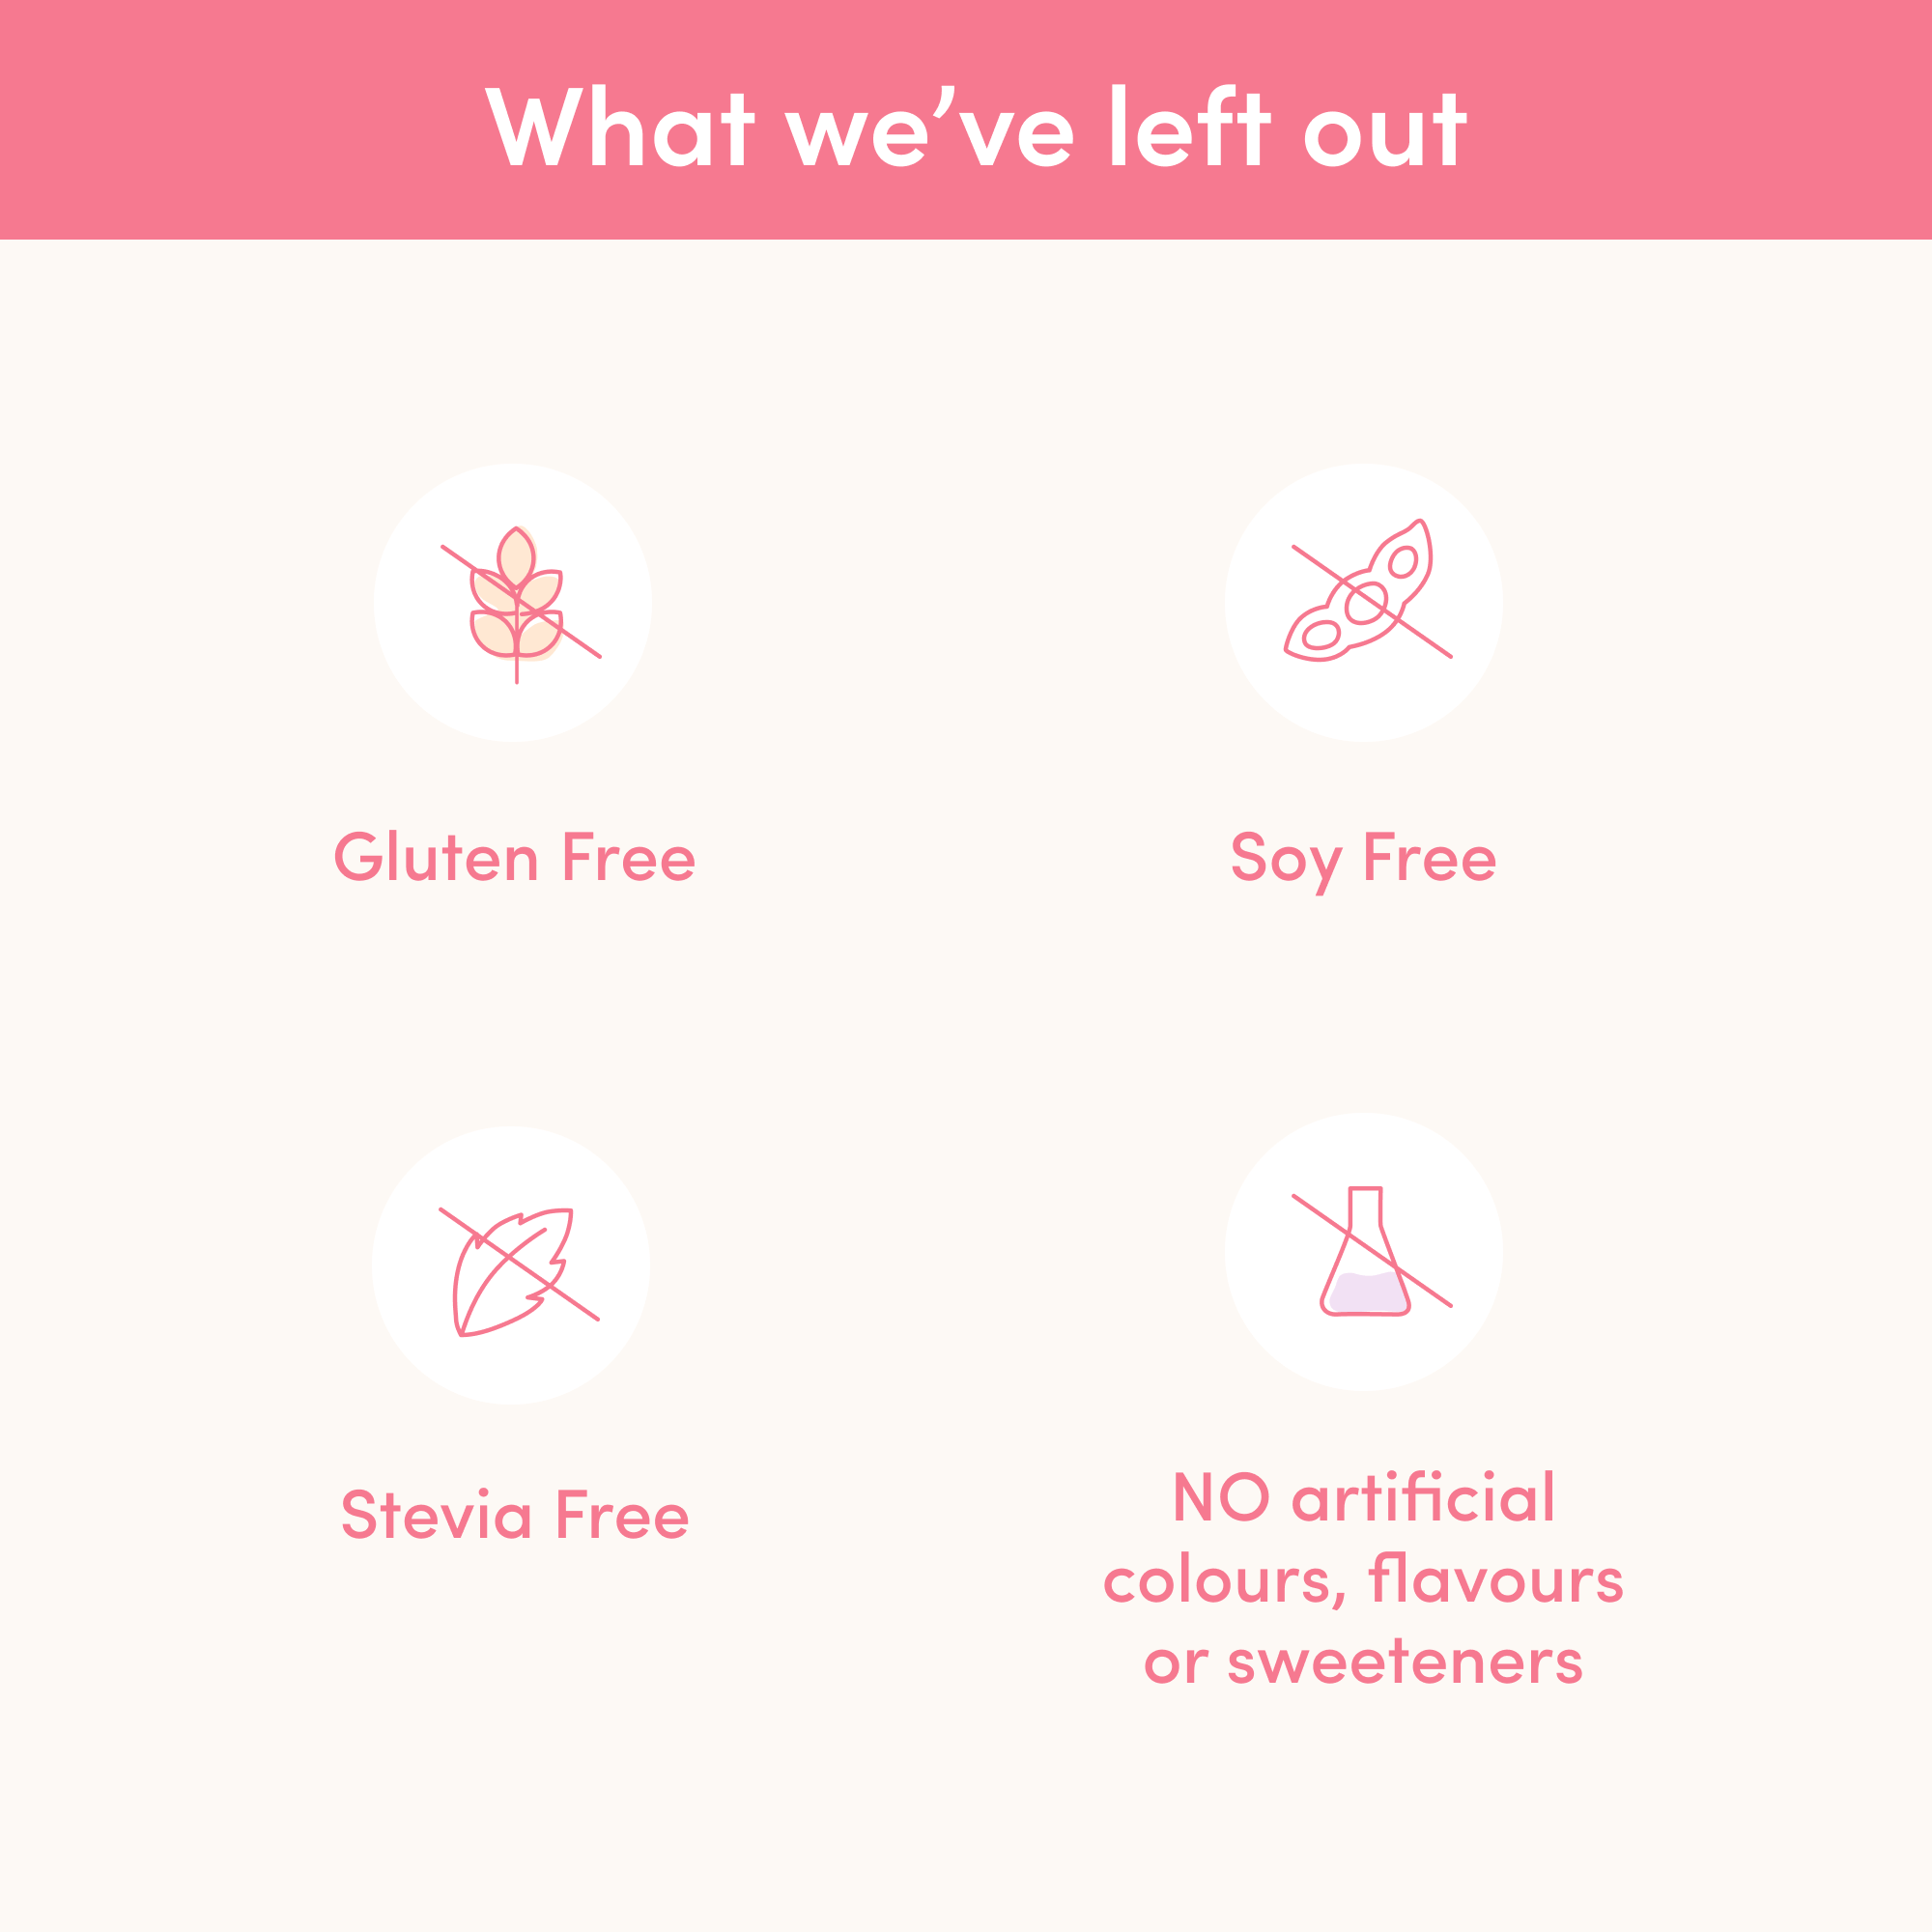 What we’ve left out
Gluten Free
Soy Free
Stevia Free
NO artificial
colours, flavours
or sweeteners